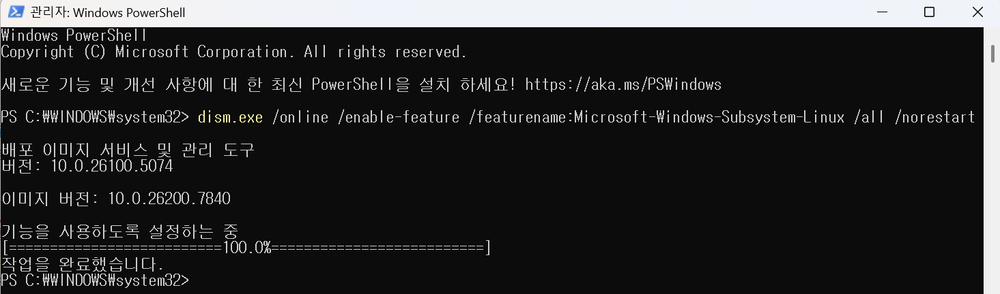 관리자: Windows PowerShell
Windows PowerShell
Copyright (C) Microsoft Corporation. All rights reserved.
새로운 기능 및 개선 사항에 대 한 최신 PowerShell을 설치 하세요! https://aka.ms/PSWindows
PS C:₩WINDOWS₩system32> dism.exe /online /enable-feature /featurename:Microsoft-Windows-Subsystem-Linux /all /norestart
배포 이미지 서비스 및 관리 도구
버전: 10.0.26100.5074
이미지 버전: 10.0.26200.7840
기능을 사용하도록 설정하는 중
[==========================100.0%==========================]
작업을 완료했습니다.
PS C:₩WINDOWS₩system32>